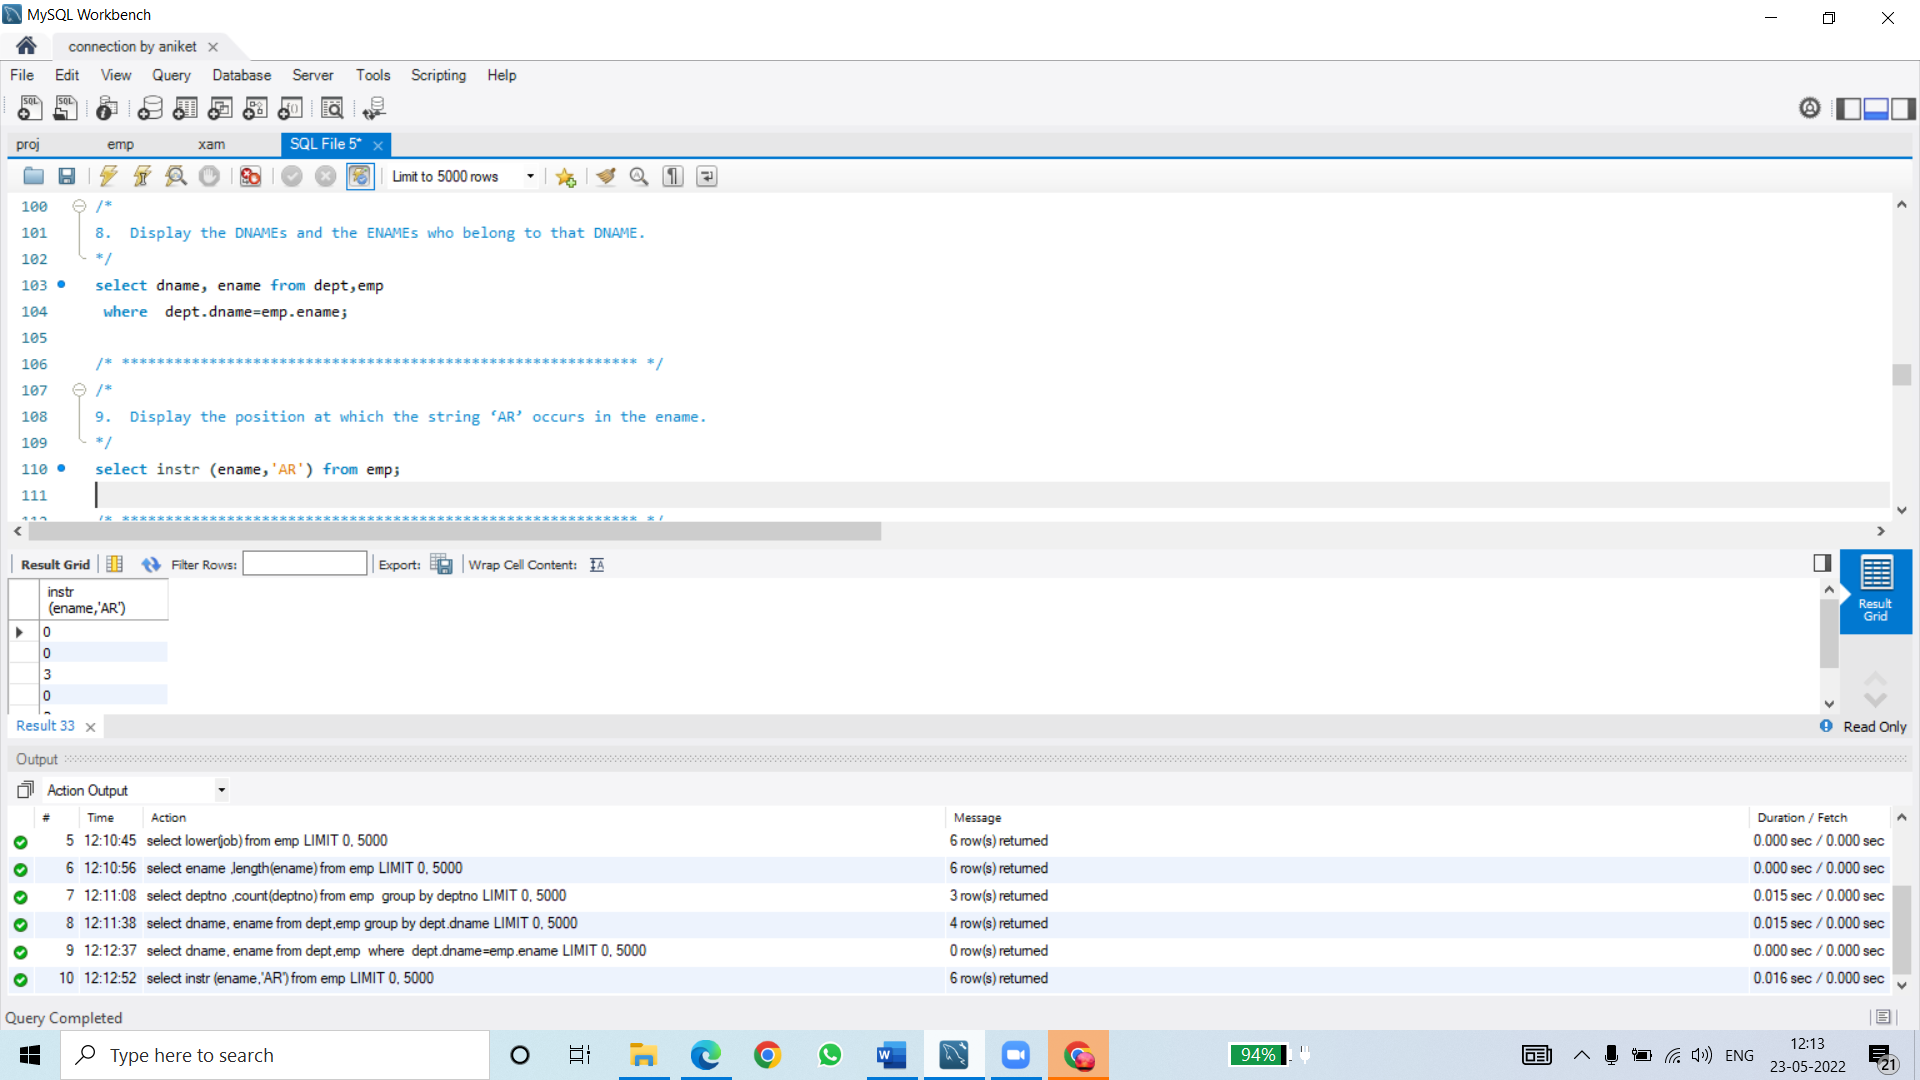 MySQL Workbench
connection by aniket
File Edit View Query Database Server Tools Scripting Help
proj emp xam SQL File 5*
Limit to 5000 rows
100 /*
101 8.  Display the DNAMEs and the ENAMEs who belong to that DNAME.
102 */
103 select dname, ename from dept,emp
104 where  dept.dname=emp.ename;
105
106 /* *********************************************************** */
107 /*
108 9.  Display the position at which the string ‘AR’ occurs in the ename.
109 */
110 select instr (ename,'AR') from emp;
111
112 /* *********************************************************** */
Result Grid Filter Rows: Export: Wrap Cell Content:
instr
(ename,'AR')
0
0
3
0
Result
Grid
Result 33 Read Only
Output
Action Output
# Time Action Message Duration / Fetch
5 12:10:45 select lower(job) from emp LIMIT 0, 5000 6 row(s) returned 0.000 sec / 0.000 sec
6 12:10:56 select ename ,length(ename) from emp LIMIT 0, 5000 6 row(s) returned 0.000 sec / 0.000 sec
7 12:11:08 select deptno ,count(deptno) from emp  group by deptno LIMIT 0, 5000 3 row(s) returned 0.015 sec / 0.000 sec
8 12:11:38 select dname, ename from dept,emp group by dept.dname LIMIT 0, 5000 4 row(s) returned 0.015 sec / 0.000 sec
9 12:12:37 select dname, ename from dept,emp  where  dept.dname=emp.ename LIMIT 0, 5000 0 row(s) returned 0.000 sec / 0.000 sec
10 12:12:52 select instr (ename,'AR') from emp LIMIT 0, 5000 6 row(s) returned 0.016 sec / 0.000 sec
Query Completed
Type here to search 94% ENG 12:13
23-05-2022 21